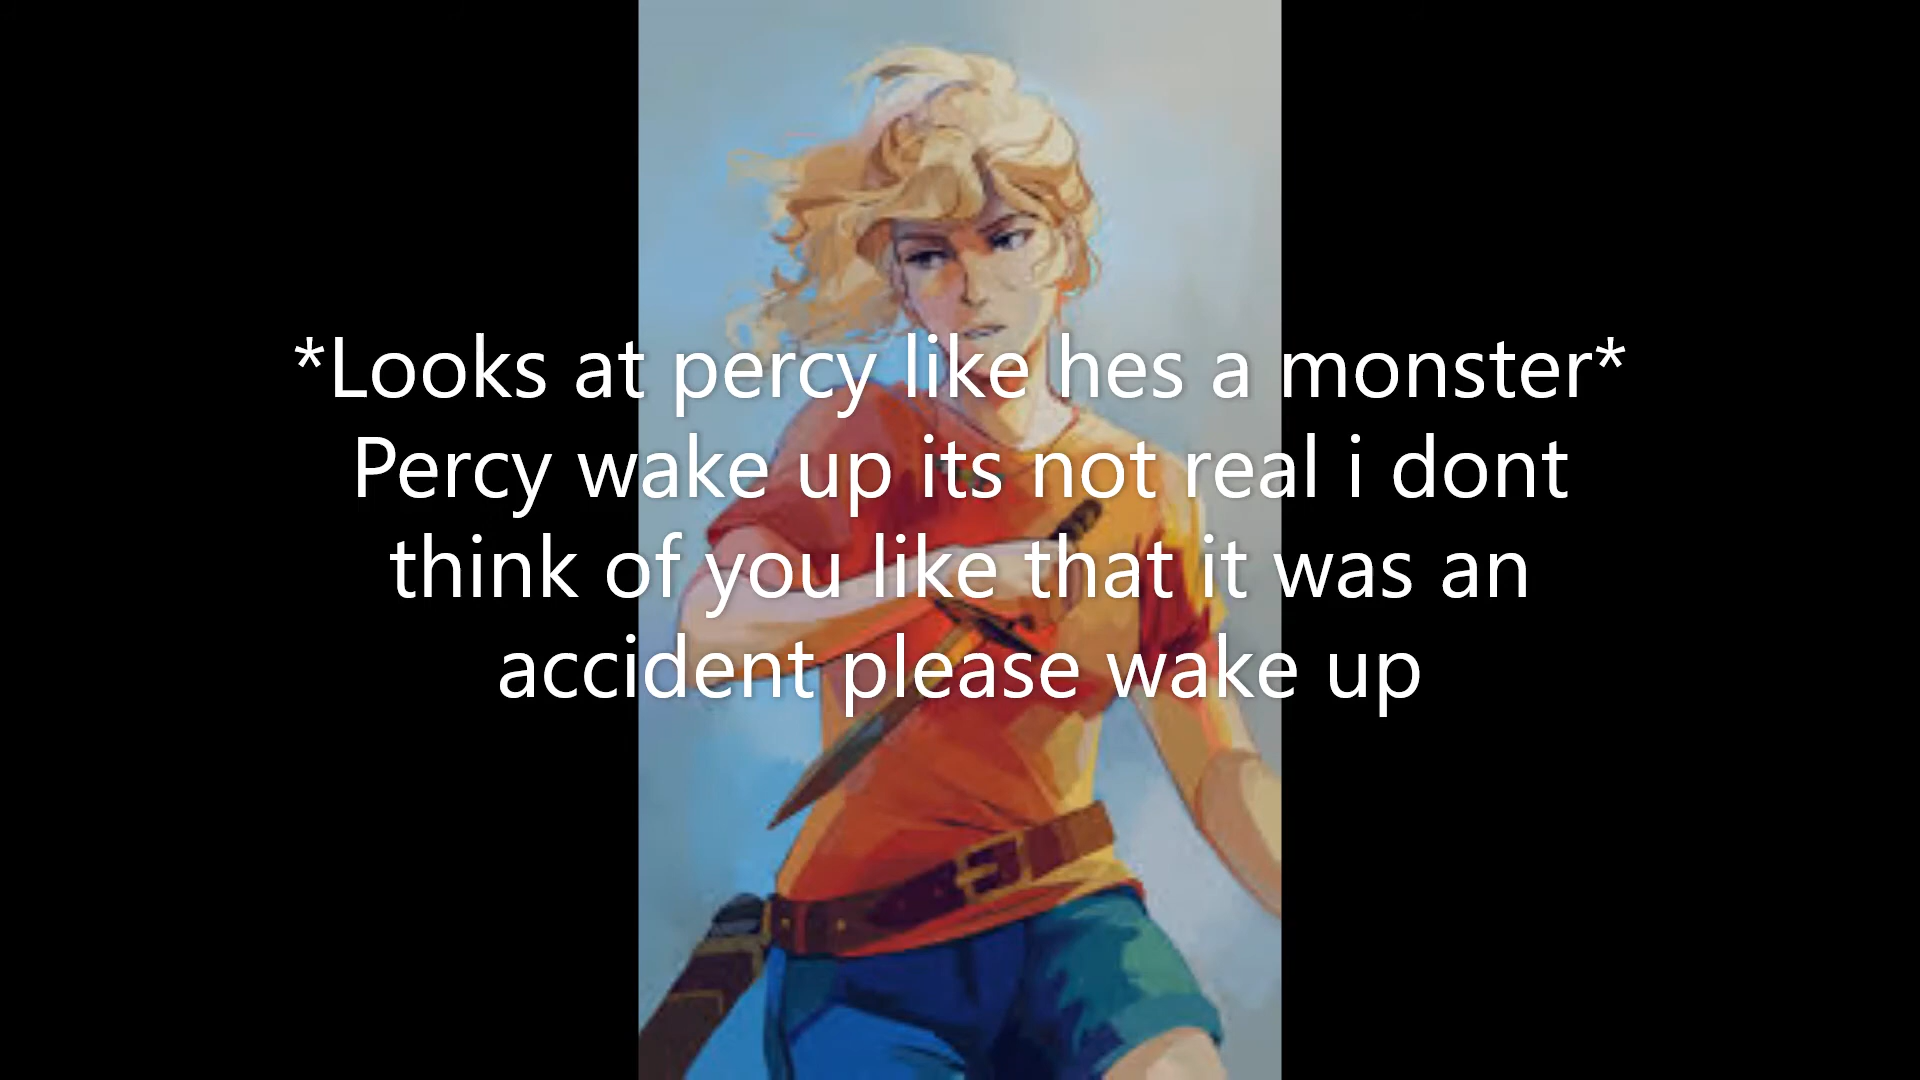 *Looks at percy like hes a monster*
Percy wake up its not real i dont
think of you like that it was an
accident please wake up